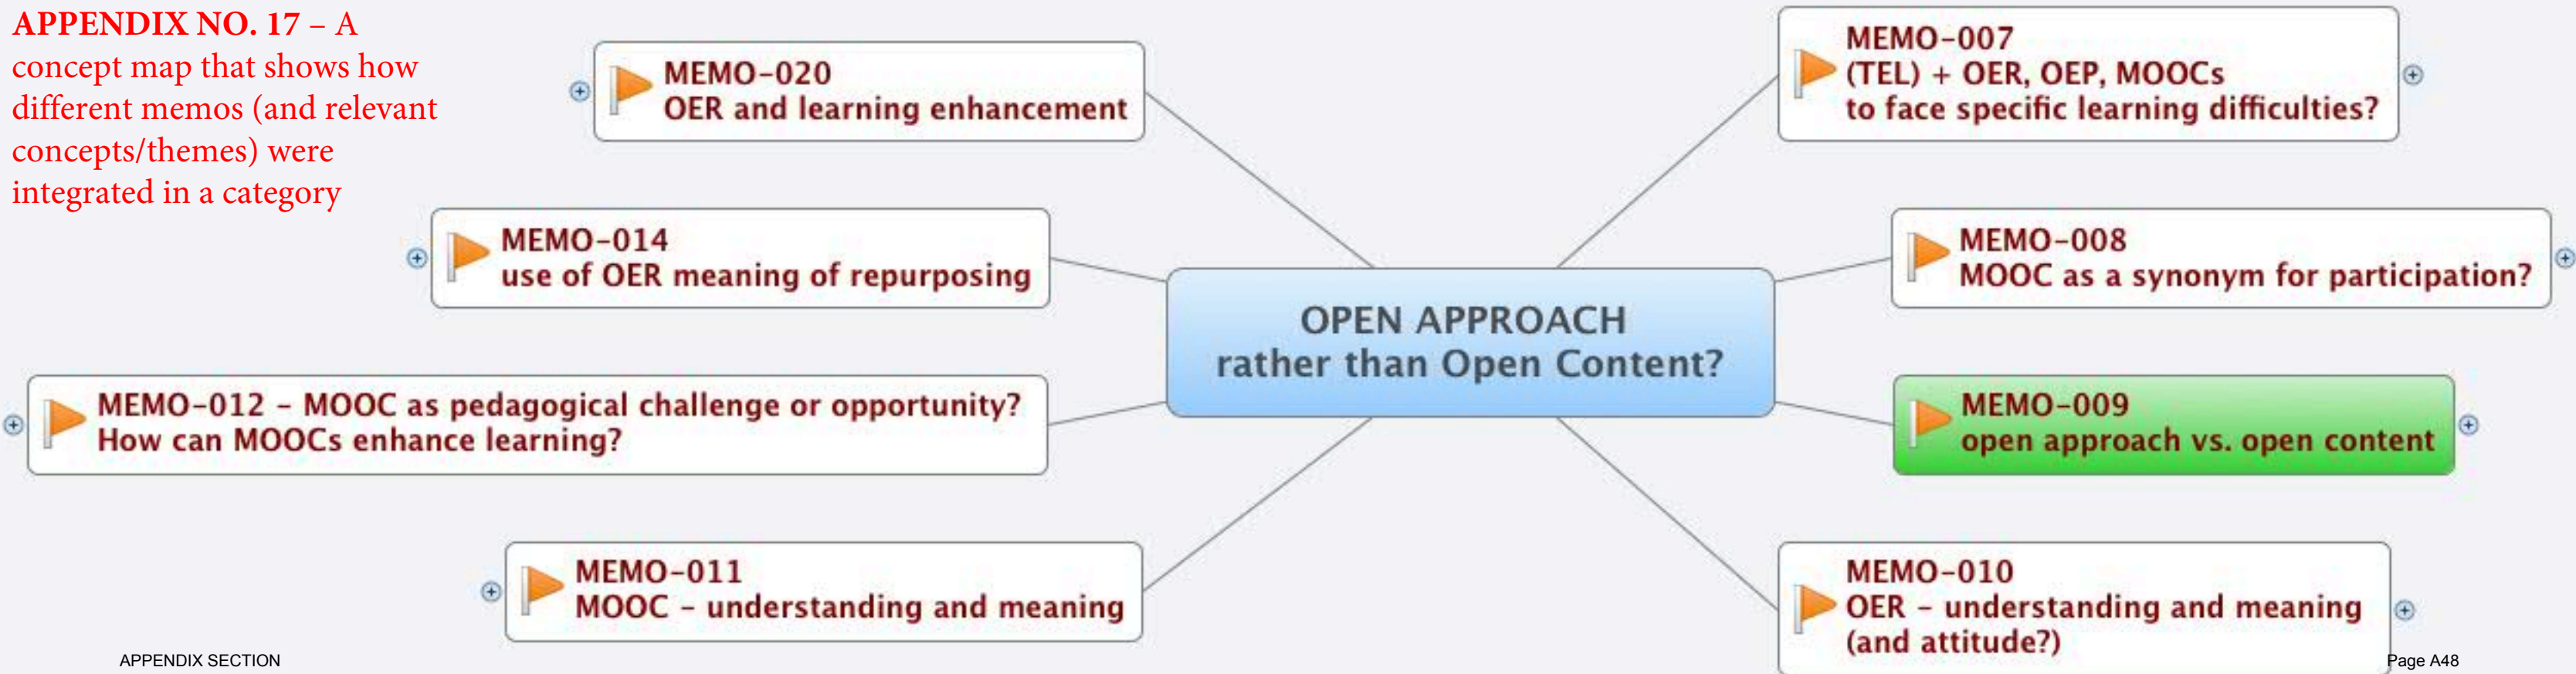 APPENDIX NO. 17 – A
concept map that shows how
different memos (and relevant
concepts/themes) were
integrated in a category
MEMO-020
OER and learning enhancement
MEMO-014
use of OER meaning of repurposing
MEMO-012 – MOOC as pedagogical challenge or opportunity?
How can MOOCs enhance learning?
MEMO-011
MOOC – understanding and meaning
OPEN APPROACH
rather than Open Content?
MEMO-007
(TEL) + OER, OEP, MOOCs
to face specific learning difficulties?
MEMO-008
MOOC as a synonym for participation?
MEMO-009
open approach vs. open content
MEMO-010
OER – understanding and meaning
(and attitude?)
APPENDIX SECTION
Page A48